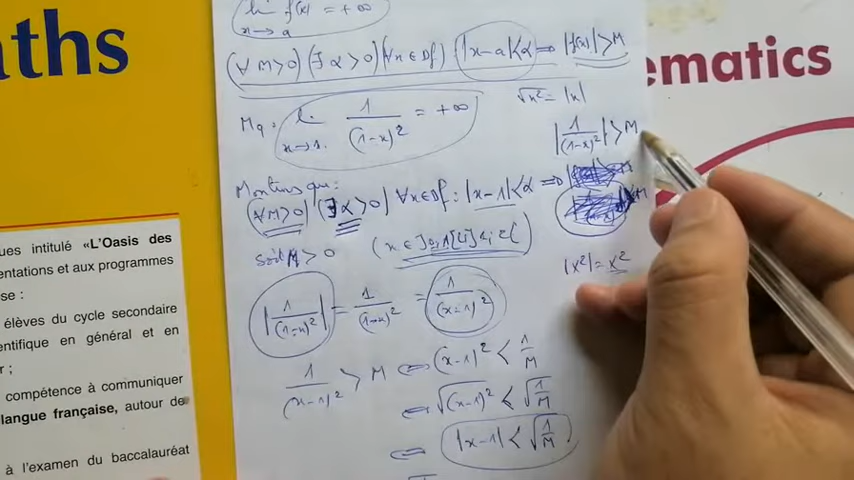 lim f(x) = +∞
x→a
(∀M>0)(∃α>0)(∀x∈Df) |x-a|<α ⇒ |f(x)|>M
Mq: lim 1/(1-x)² = +∞
x→1
√x² = |x|
|1/(1-x)²| > M
Montrons que:
(∀M>0)(∃α>0) ∀x∈Df: |x-1|<α ⇒
soit M>0
|x²| = x²
|1/(1-x)²| = 1/(1-x)² = 1/(x-1)²
1/(x-1)² > M ⇔ (x-1)² < 1/M
⇔ √(x-1)² < √1/M
⇔ |x-1| < √1/M
⇔
aths
ematics
ues intitulé «L'Oasis des
entations et aux programmes
se :
élèves du cycle secondaire
entifique en général et en
r ;
compétence à communiquer
langue française, autour de
à l'examen du baccalauréat